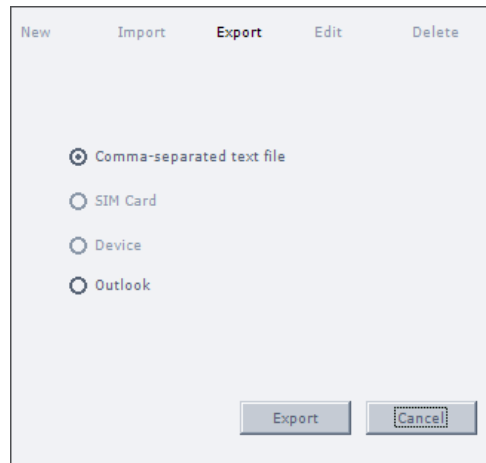 New Import Export Edit Delete
Comma-separated text file
SIM Card
Device
Outlook
Export Cancel